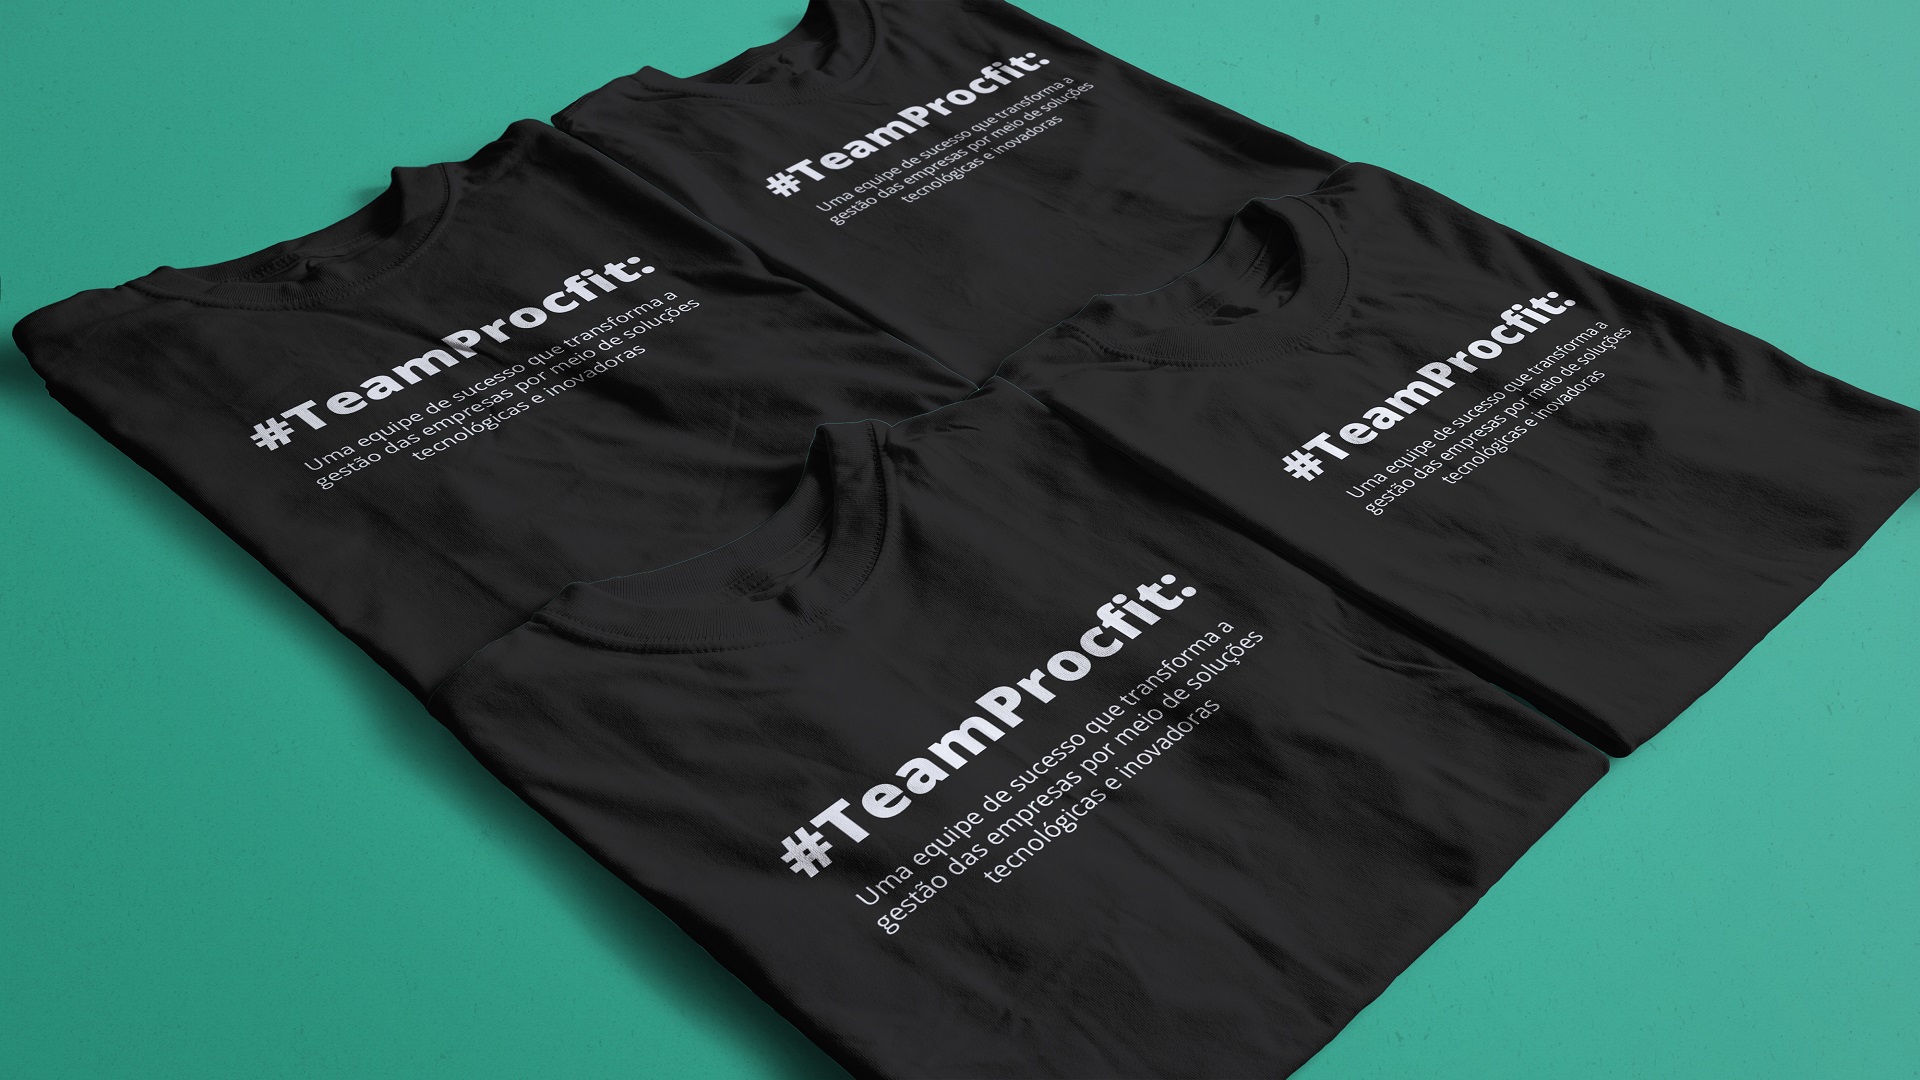 #TeamProcfit:
Uma equipe de sucesso que transforma a
gestão das empresas por meio de soluções
tecnológicas e inovadoras
#TeamProcfit:
Uma equipe de sucesso que transforma a
gestão das empresas por meio de soluções
tecnológicas e inovadoras
#TeamProcfit:
Uma equipe de sucesso que transforma a
gestão das empresas por meio de soluções
tecnológicas e inovadoras
#TeamProcfit:
Uma equipe de sucesso que transforma a
gestão das empresas por meio de soluções
tecnológicas e inovadoras